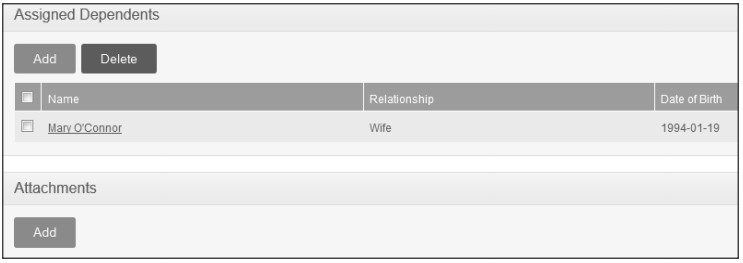 Assigned Dependents
Add Delete
Name Relationship Date of Birth
Mary O'Connor Wife 1994-01-19
Attachments
Add